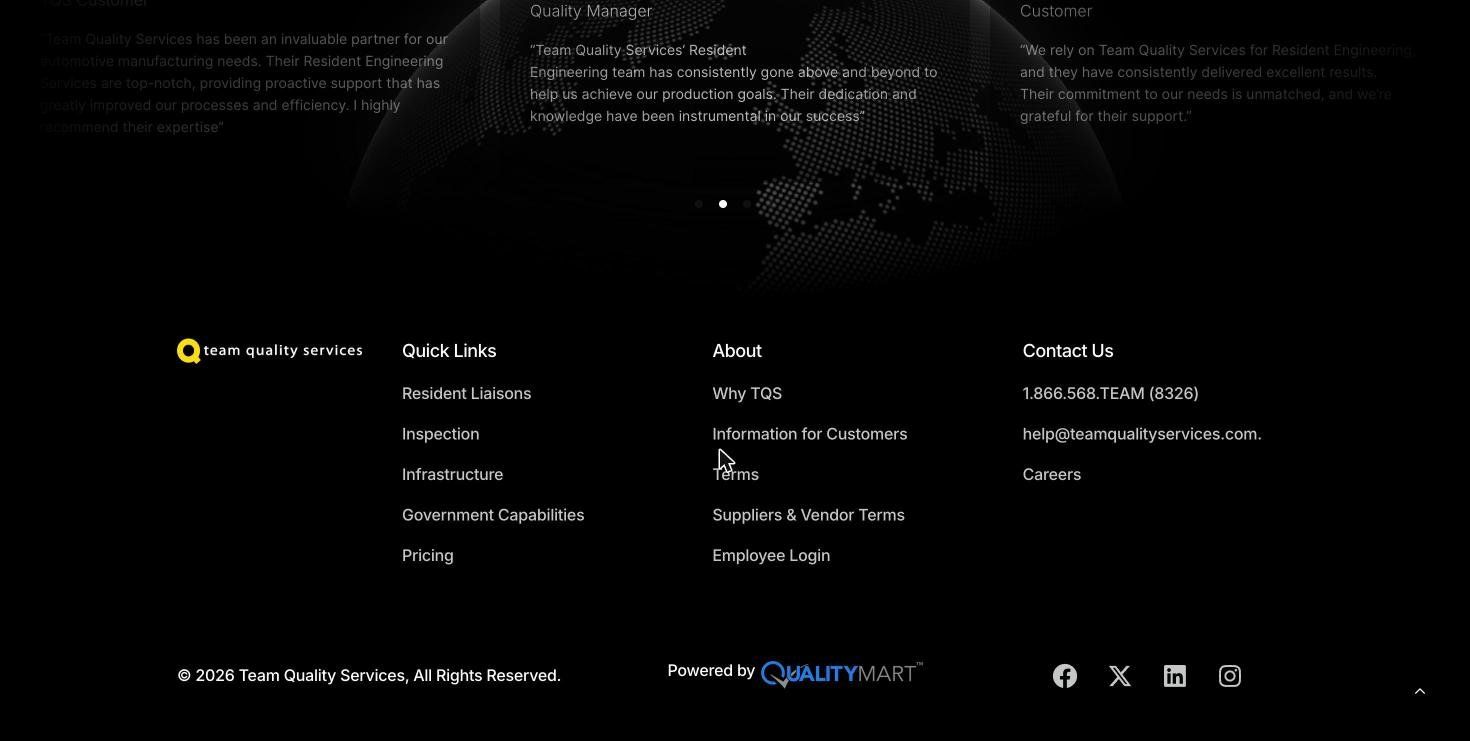 TQS Customer
Quality Manager
Customer
“Team Quality Services has been an invaluable partner for our
automotive manufacturing needs. Their Resident Engineering
Services are top-notch, providing proactive support that has
greatly improved our processes and efficiency. I highly
recommend their expertise”
“Team Quality Services’ Resident
Engineering team has consistently gone above and beyond to
help us achieve our production goals. Their dedication and
knowledge have been instrumental in our success”
“We rely on Team Quality Services for Resident Engineering,
and they have consistently delivered excellent results.
Their commitment to our needs is unmatched, and we’re
grateful for their support.”
team quality services
Quick Links
Resident Liaisons
Inspection
Infrastructure
Government Capabilities
Pricing
About
Why TQS
Information for Customers
Terms
Suppliers & Vendor Terms
Employee Login
Contact Us
1.866.568.TEAM (8326)
help@teamqualityservices.com.
Careers
© 2026 Team Quality Services, All Rights Reserved.
Powered by QUALITYMART™